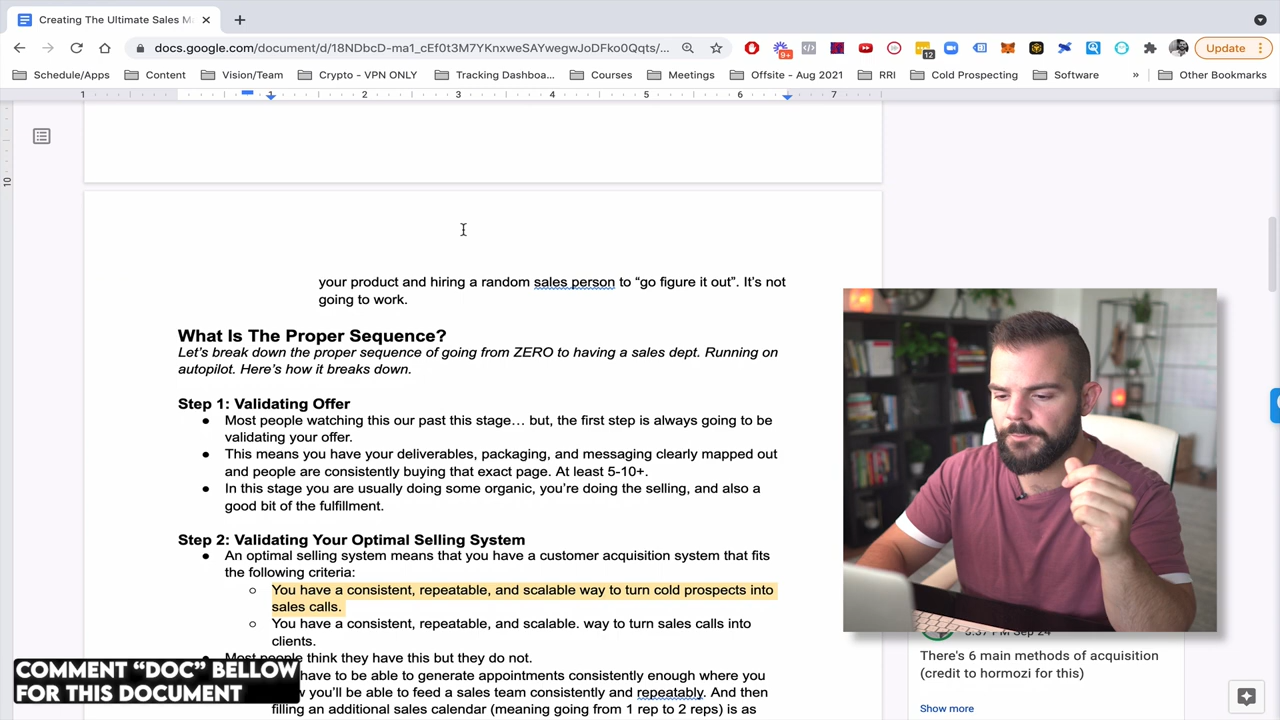 Creating The Ultimate Sales M
docs.google.com/document/d/18NDbcD-ma1_cEf0t3M7YKnxweSAYwegwJoDFko0Qqts/...
9+
12
Update
Schedule/Apps
Content
Vision/Team
Crypto - VPN ONLY
Tracking Dashboa...
Courses
Meetings
Offsite - Aug 2021
RRI
Cold Prospecting
Software
»
Other Bookmarks
1 1 2 3 4 5 6 7
10
your product and hiring a random sales person to “go figure it out”. It’s not
going to work.
What Is The Proper Sequence?
Let’s break down the proper sequence of going from ZERO to having a sales dept. Running on
autopilot. Here’s how it breaks down.
Step 1: Validating Offer
● Most people watching this our past this stage… but, the first step is always going to be
validating your offer.
● This means you have your deliverables, packaging, and messaging clearly mapped out
and people are consistently buying that exact page. At least 5-10+.
● In this stage you are usually doing some organic, you’re doing the selling, and also a
good bit of the fulfillment.
Step 2: Validating Your Optimal Selling System
● An optimal selling system means that you have a customer acquisition system that fits
the following criteria:
○ You have a consistent, repeatable, and scalable way to turn cold prospects into
sales calls.
○ You have a consistent, repeatable, and scalable. way to turn sales calls into
clients.
people think they have this but they do not.
have to be able to generate appointments consistently enough where you
you’ll be able to feed a sales team consistently and repeatably. And then
filling an additional sales calendar (meaning going from 1 rep to 2 reps) is as
COMMENT “DOC” BELLOW
FOR THIS DOCUMENT
5:37 PM Sep 24
There's 6 main methods of acquisition
(credit to hormozi for this)
Show more